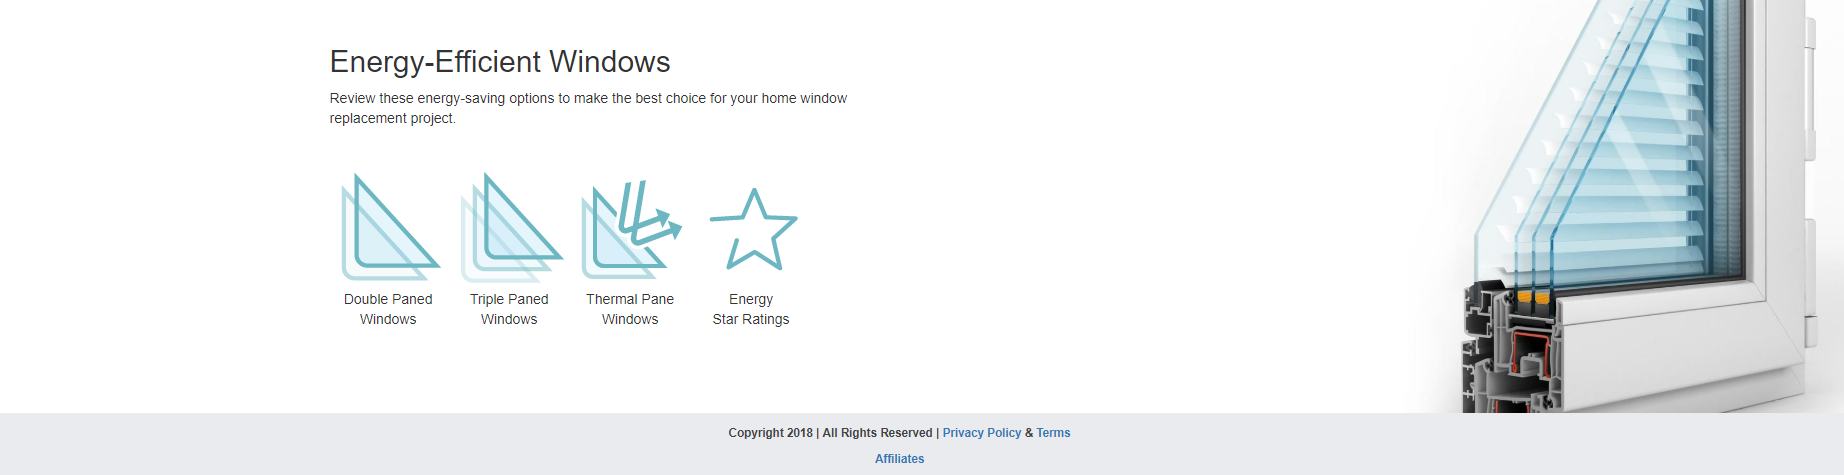 Energy-Efficient Windows
Review these energy-saving options to make the best choice for your home window
replacement project.
Double Paned
Windows
Triple Paned
Windows
Thermal Pane
Windows
Energy
Star Ratings
Copyright 2018 | All Rights Reserved | Privacy Policy & Terms
Affiliates